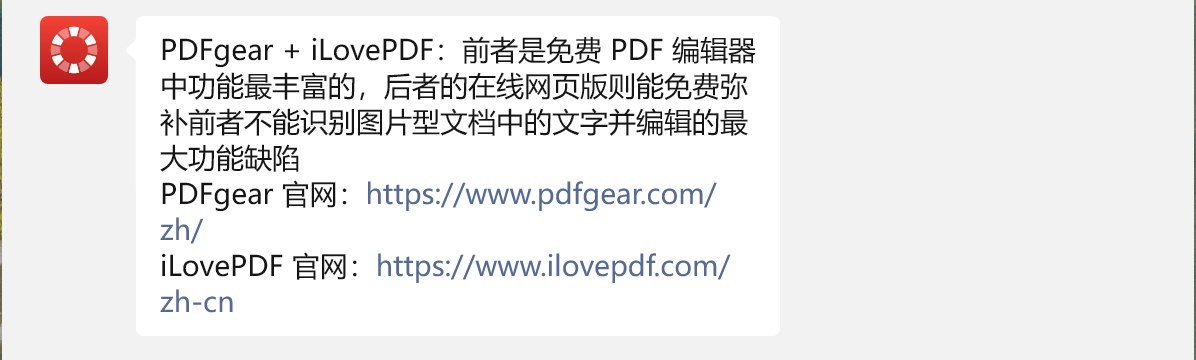 PDFgear + iLovePDF：前者是免费 PDF 编辑器
中功能最丰富的，后者的在线网页版则能免费弥
补前者不能识别图片型文档中的文字并编辑的最
大功能缺陷
PDFgear 官网：https://www.pdfgear.com/
zh/
iLovePDF 官网：https://www.ilovepdf.com/
zh-cn